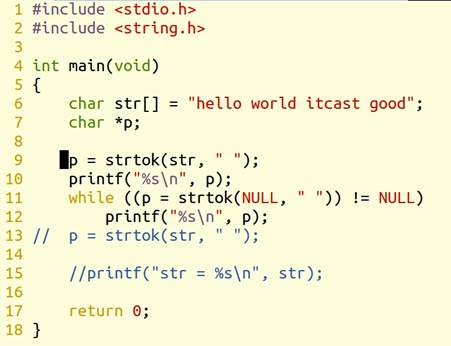 1 #include <stdio.h>
2 #include <string.h>
3
4 int main(void)
5 {
6     char str[] = "hello world itcast good";
7     char *p;
8
9     p = strtok(str, " ");
10     printf("%s\n", p);
11     while ((p = strtok(NULL, " ")) != NULL)
12         printf("%s\n", p);
13 //  p = strtok(str, " ");
14
15     //printf("str = %s\n", str);
16
17     return 0;
18 }